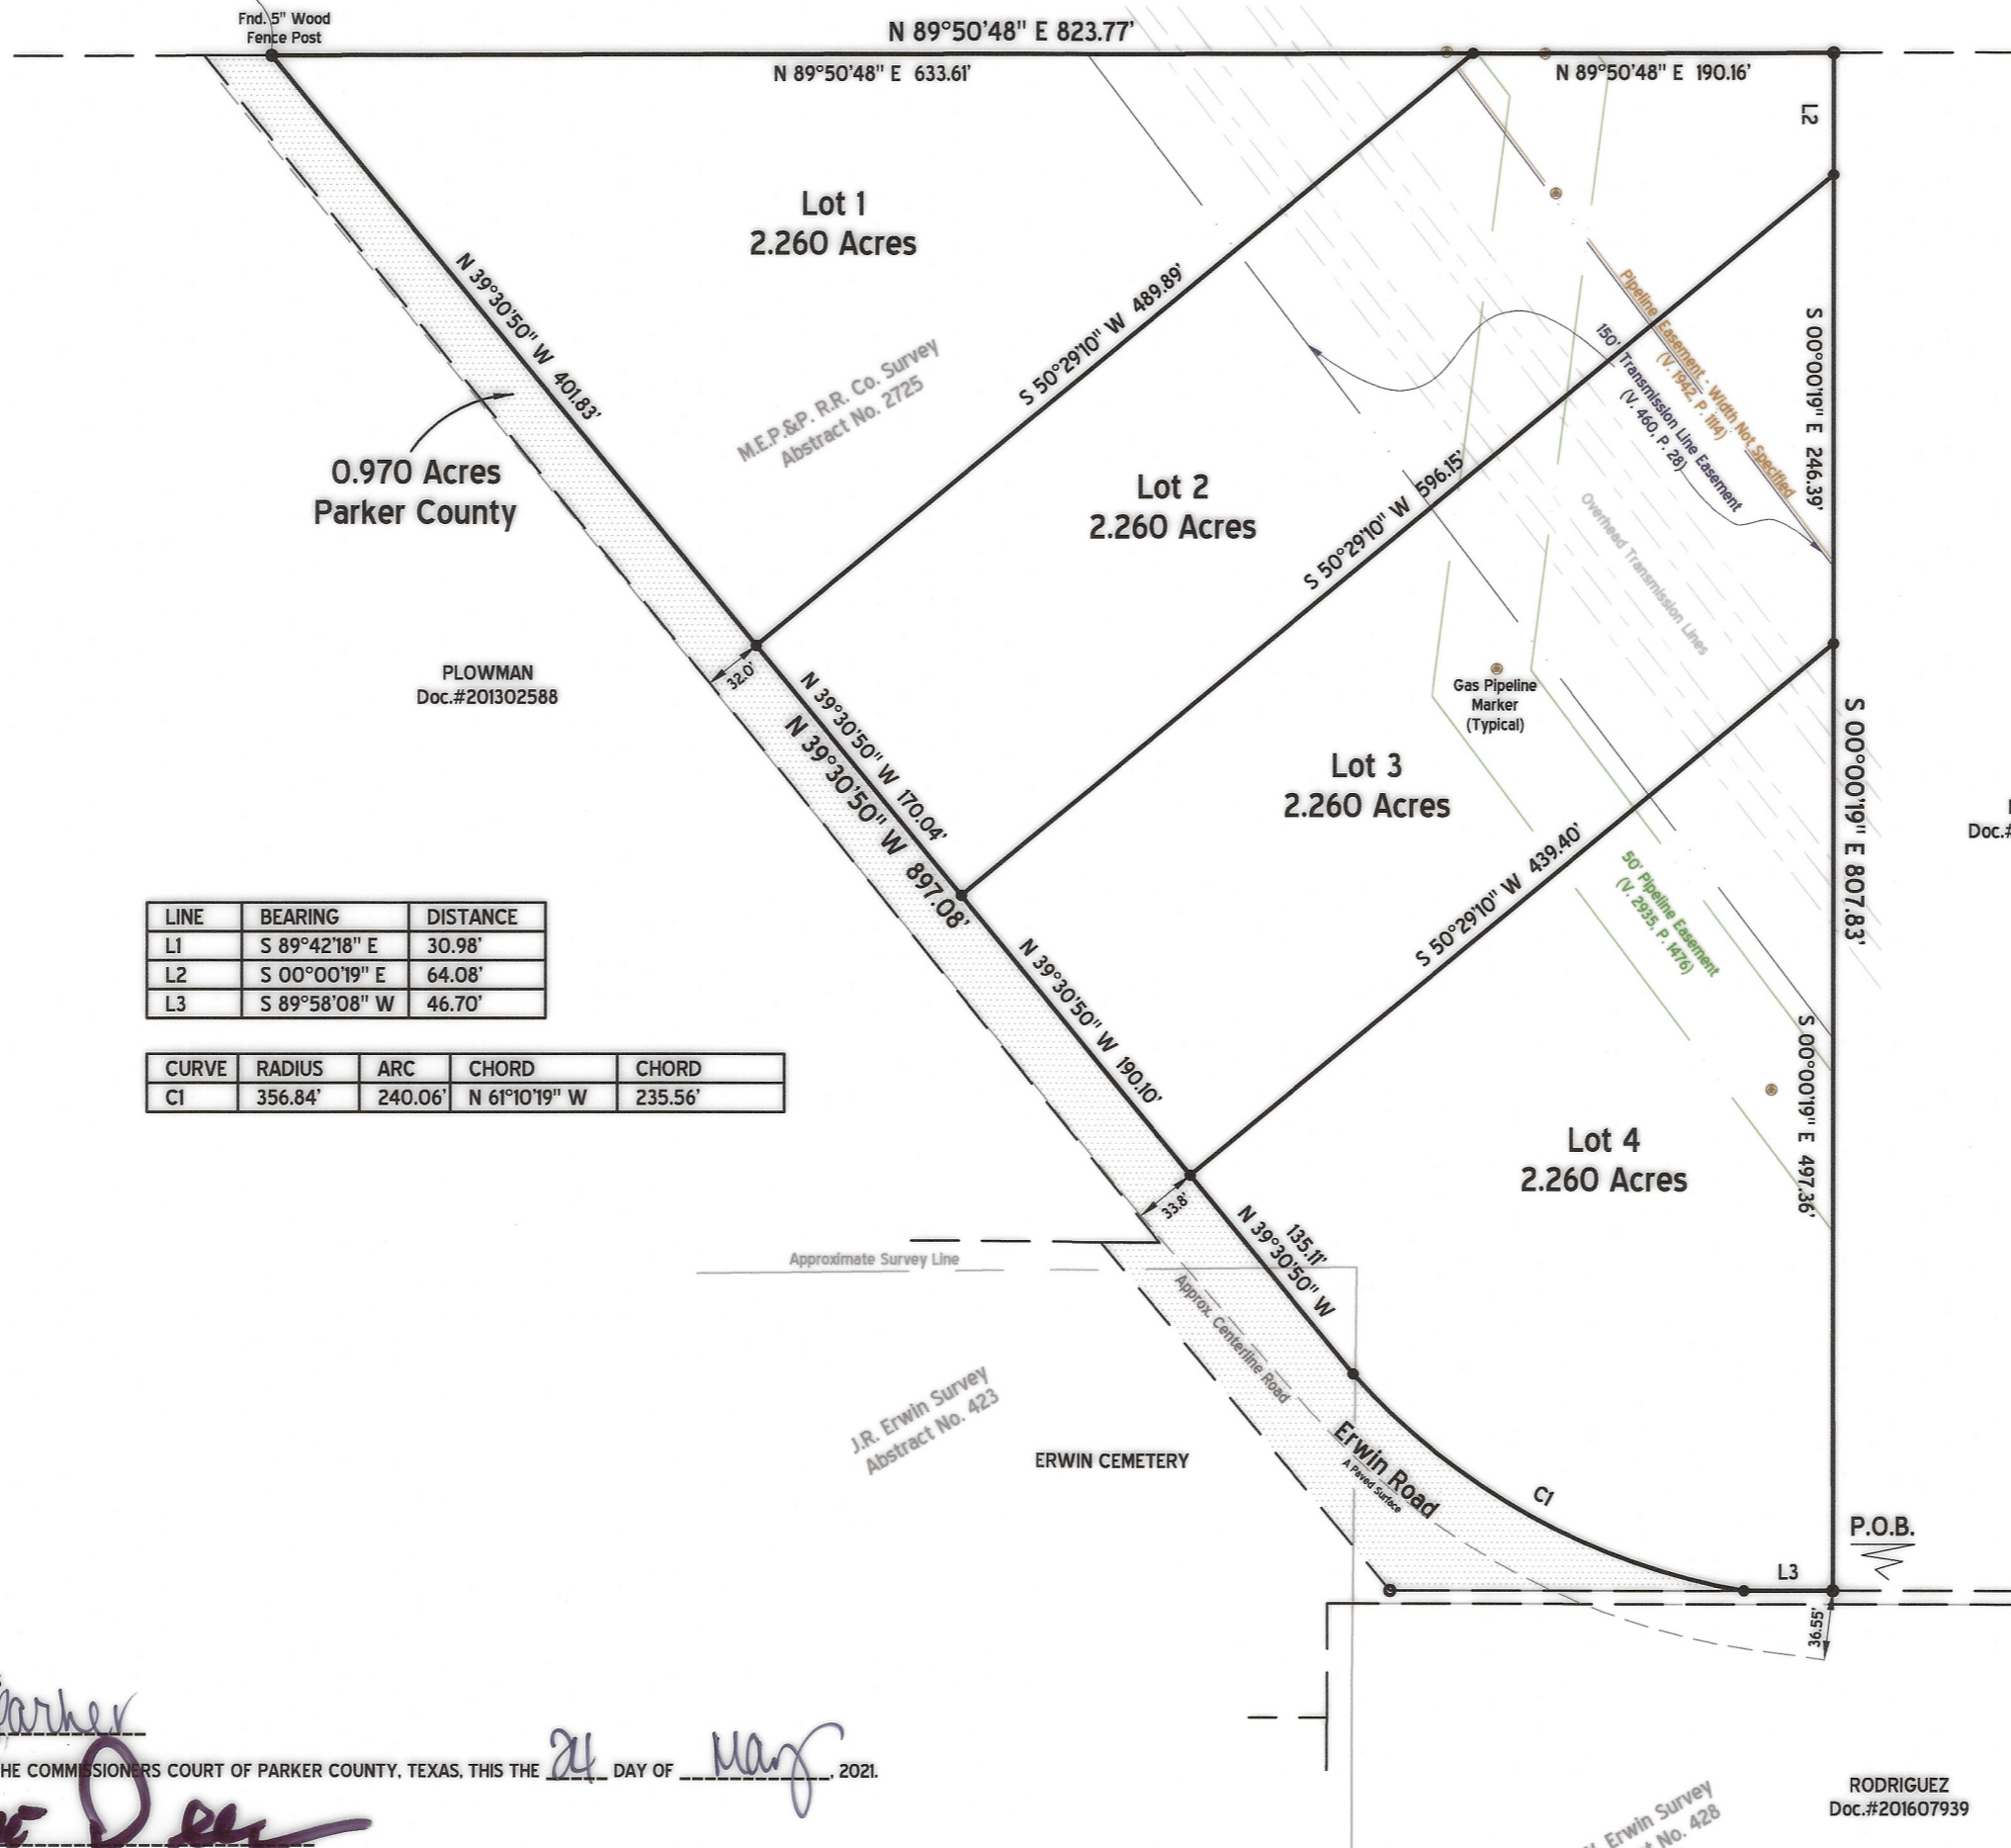 Fnd. 5" Wood
Fence Post
N 89°50'48" E 823.77'
N 89°50'48" E 633.61'
N 89°50'48" E 190.16'
L2
Lot 1
2.260 Acres
N 39°30'50" W 401.83'
S 50°29'10" W 489.89'
M.E.P.&P. R.R. Co. Survey
Abstract No. 2725
Pipeline Easement - Width Not Specified
(V. 1942, P. 1114)
150' Transmission Line Easement
(V. 460, P. 28)
S 00°00'19" E 246.39'
0.970 Acres
Parker County
Lot 2
2.260 Acres
S 50°29'10" W 596.15'
Overhead Transmission Lines
PLOWMAN
Doc.#201302588
32.0'
N 39°30'50" W 170.04'
N 39°30'50" W 897.08'
Gas Pipeline
Marker
(Typical)
S 00°00'19" E 807.83'
Lot 3
2.260 Acres
Doc.#
S 50°29'10" W 439.40'
50' Pipeline Easement
(V. 2935, P. 1476)
LINE BEARING DISTANCE
L1 S 89°42'18" E 30.98'
L2 S 00°00'19" E 64.08'
L3 S 89°58'08" W 46.70'
CURVE RADIUS ARC CHORD CHORD
C1 356.84' 240.06' N 61°10'19" W 235.56'
N 39°30'50" W 190.10'
S 00°00'19" E 497.36'
Lot 4
2.260 Acres
33.8'
135.11'
N 39°30'50" W
Approximate Survey Line
Approx. Centerline Road
J.R. Erwin Survey
Abstract No. 423
ERWIN CEMETERY
Erwin Road
A Paved Surface
C1
P.O.B.
L3
36.55'
arker
HE COMMISSIONERS COURT OF PARKER COUNTY, TEXAS, THIS THE 24 DAY OF May, 2021.
Deen
RODRIGUEZ
Doc.#201607939
Erwin Survey
No. 428